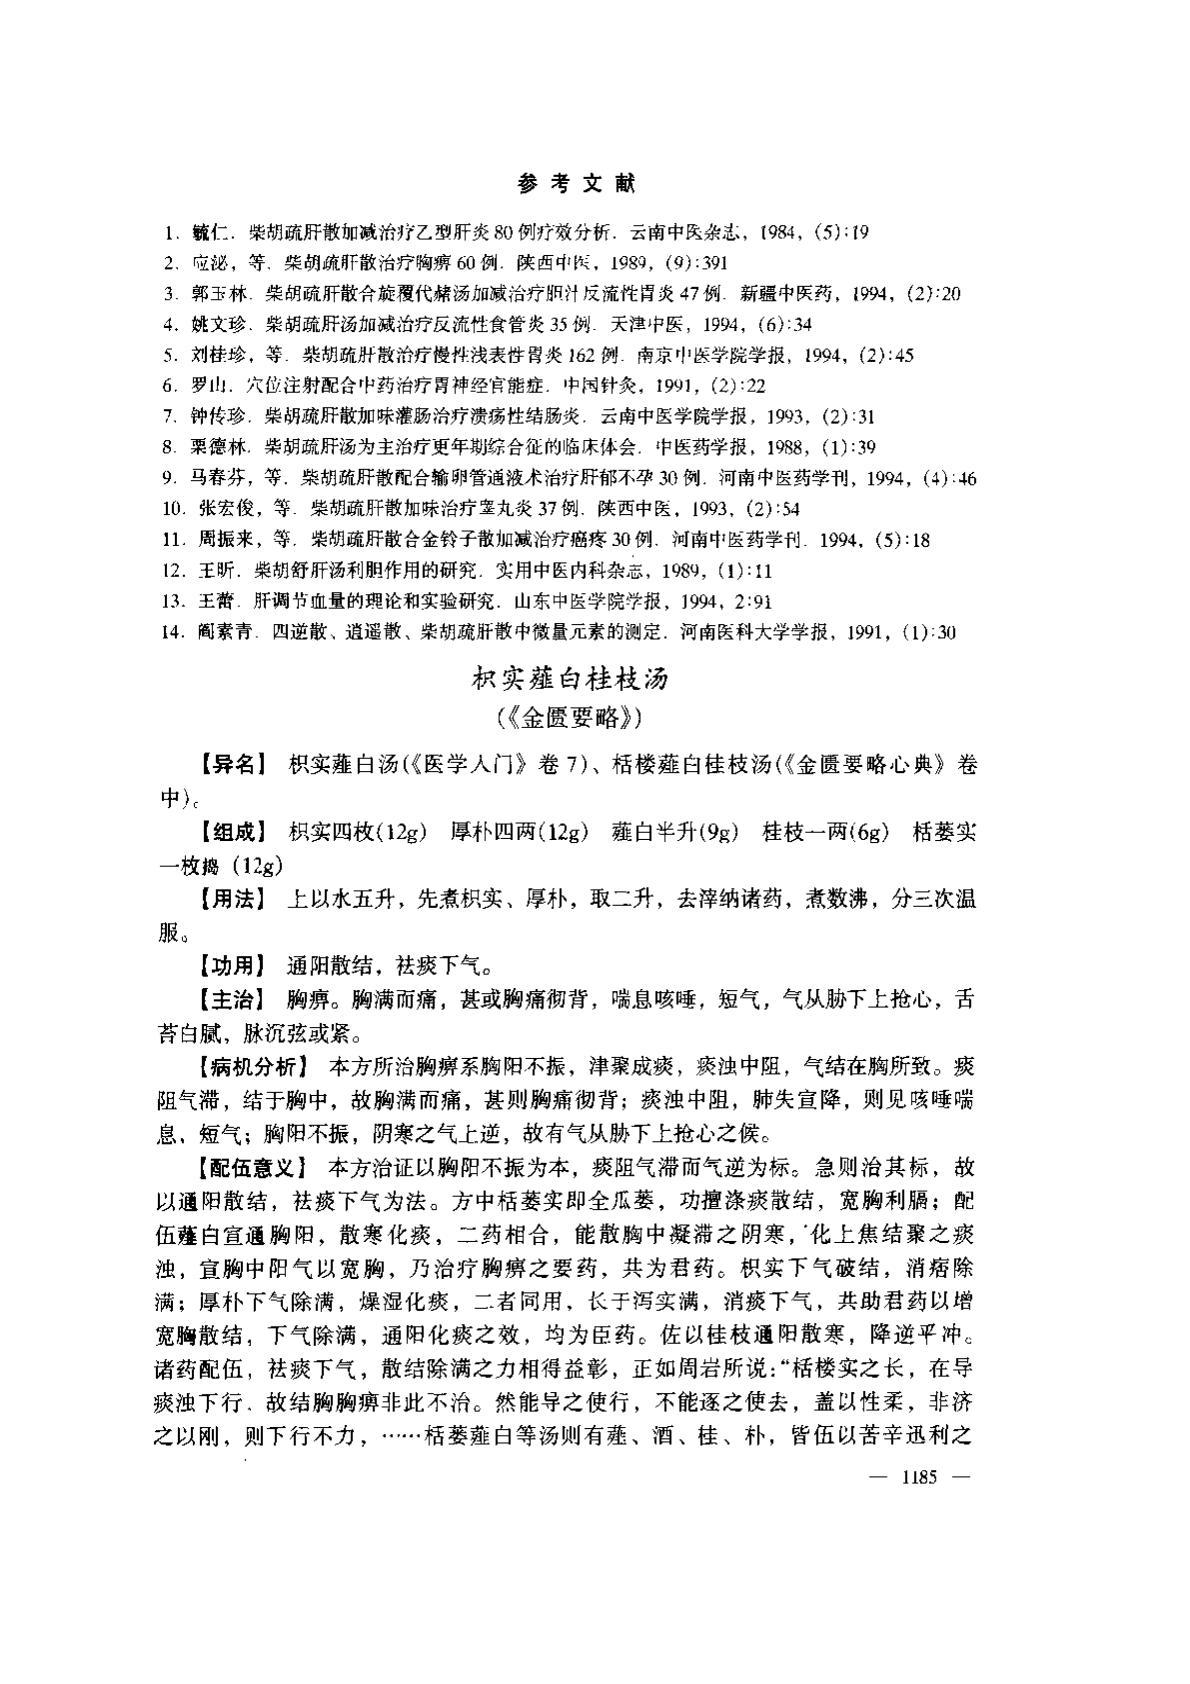 参考文献
1. 毓仁. 柴胡疏肝散加减治疗乙型肝炎80例疗效分析. 云南中医杂志, 1984, (5):19
2. 应泌, 等. 柴胡疏肝散治疗胸痹60例. 陕西中医, 1989, (9):391
3. 郭玉林. 柴胡疏肝散合旋覆代赭汤加减治疗胆汁反流性胃炎47例. 新疆中医药, 1994, (2):20
4. 姚文珍. 柴胡疏肝汤加减治疗反流性食管炎35例. 天津中医, 1994, (6):34
5. 刘桂珍, 等. 柴胡疏肝散治疗慢性浅表性胃炎162例. 南京中医学院学报, 1994, (2):45
6. 罗山. 穴位注射配合中药治疗胃神经官能症. 中国针灸, 1991, (2):22
7. 钟传珍. 柴胡疏肝散加味灌肠治疗溃疡性结肠炎. 云南中医学院学报, 1993, (2):31
8. 栗德林. 柴胡疏肝汤为主治疗更年期综合征的临床体会. 中医药学报, 1988, (1):39
9. 马春芬, 等. 柴胡疏肝散配合输卵管通液术治疗肝郁不孕30例. 河南中医药学刊, 1994, (4):46
10. 张宏俊, 等. 柴胡疏肝散加味治疗睾丸炎37例. 陕西中医, 1993, (2):54
11. 周振来, 等. 柴胡疏肝散合金铃子散加减治疗癌疼30例. 河南中医药学刊. 1994, (5):18
12. 王昕. 柴胡舒肝汤利胆作用的研究. 实用中医内科杂志, 1989, (1):11
13. 王蕾. 肝调节血量的理论和实验研究. 山东中医学院学报, 1994, 2:91
14. 阎素青. 四逆散、逍遥散、柴胡疏肝散中微量元素的测定. 河南医科大学学报, 1991, (1):30
枳实薤白桂枝汤
(《金匮要略》)
【异名】 枳实薤白汤(《医学入门》卷7)、栝楼薤白桂枝汤(《金匮要略心典》卷
中)。
【组成】 枳实四枚(12g) 厚朴四两(12g) 薤白半升(9g) 桂枝一两(6g) 栝蒌实
一枚捣 (12g)
【用法】 上以水五升，先煮枳实、厚朴，取二升，去滓纳诸药，煮数沸，分三次温
服。
【功用】 通阳散结，祛痰下气。
【主治】 胸痹。胸满而痛，甚或胸痛彻背，喘息咳唾，短气，气从胁下上抢心，舌
苔白腻，脉沉弦或紧。
【病机分析】 本方所治胸痹系胸阳不振，津聚成痰，痰浊中阻，气结在胸所致。痰
阻气滞，结于胸中，故胸满而痛，甚则胸痛彻背；痰浊中阻，肺失宣降，则见咳唾喘
息、短气；胸阳不振，阴寒之气上逆，故有气从胁下上抢心之候。
【配伍意义】 本方治证以胸阳不振为本，痰阻气滞而气逆为标。急则治其标，故
以通阳散结，祛痰下气为法。方中栝蒌实即全瓜蒌，功擅涤痰散结，宽胸利膈；配
伍薤白宣通胸阳，散寒化痰，二药相合，能散胸中凝滞之阴寒，化上焦结聚之痰
浊，宣胸中阳气以宽胸，乃治疗胸痹之要药，共为君药。枳实下气破结，消痞除
满；厚朴下气除满，燥湿化痰，二者同用，长于泻实满，消痰下气，共助君药以增
宽胸散结，下气除满，通阳化痰之效，均为臣药。佐以桂枝通阳散寒，降逆平冲。
诸药配伍，祛痰下气，散结除满之力相得益彰，正如周岩所说：“栝楼实之长，在导
痰浊下行，故结胸胸痹非此不治。然能导之使行，不能逐之使去，盖以性柔，非济
之以刚，则下行不力，……栝蒌薤白等汤则有薤、酒、桂、朴，皆伍以苦辛迅利之
— 1185 —